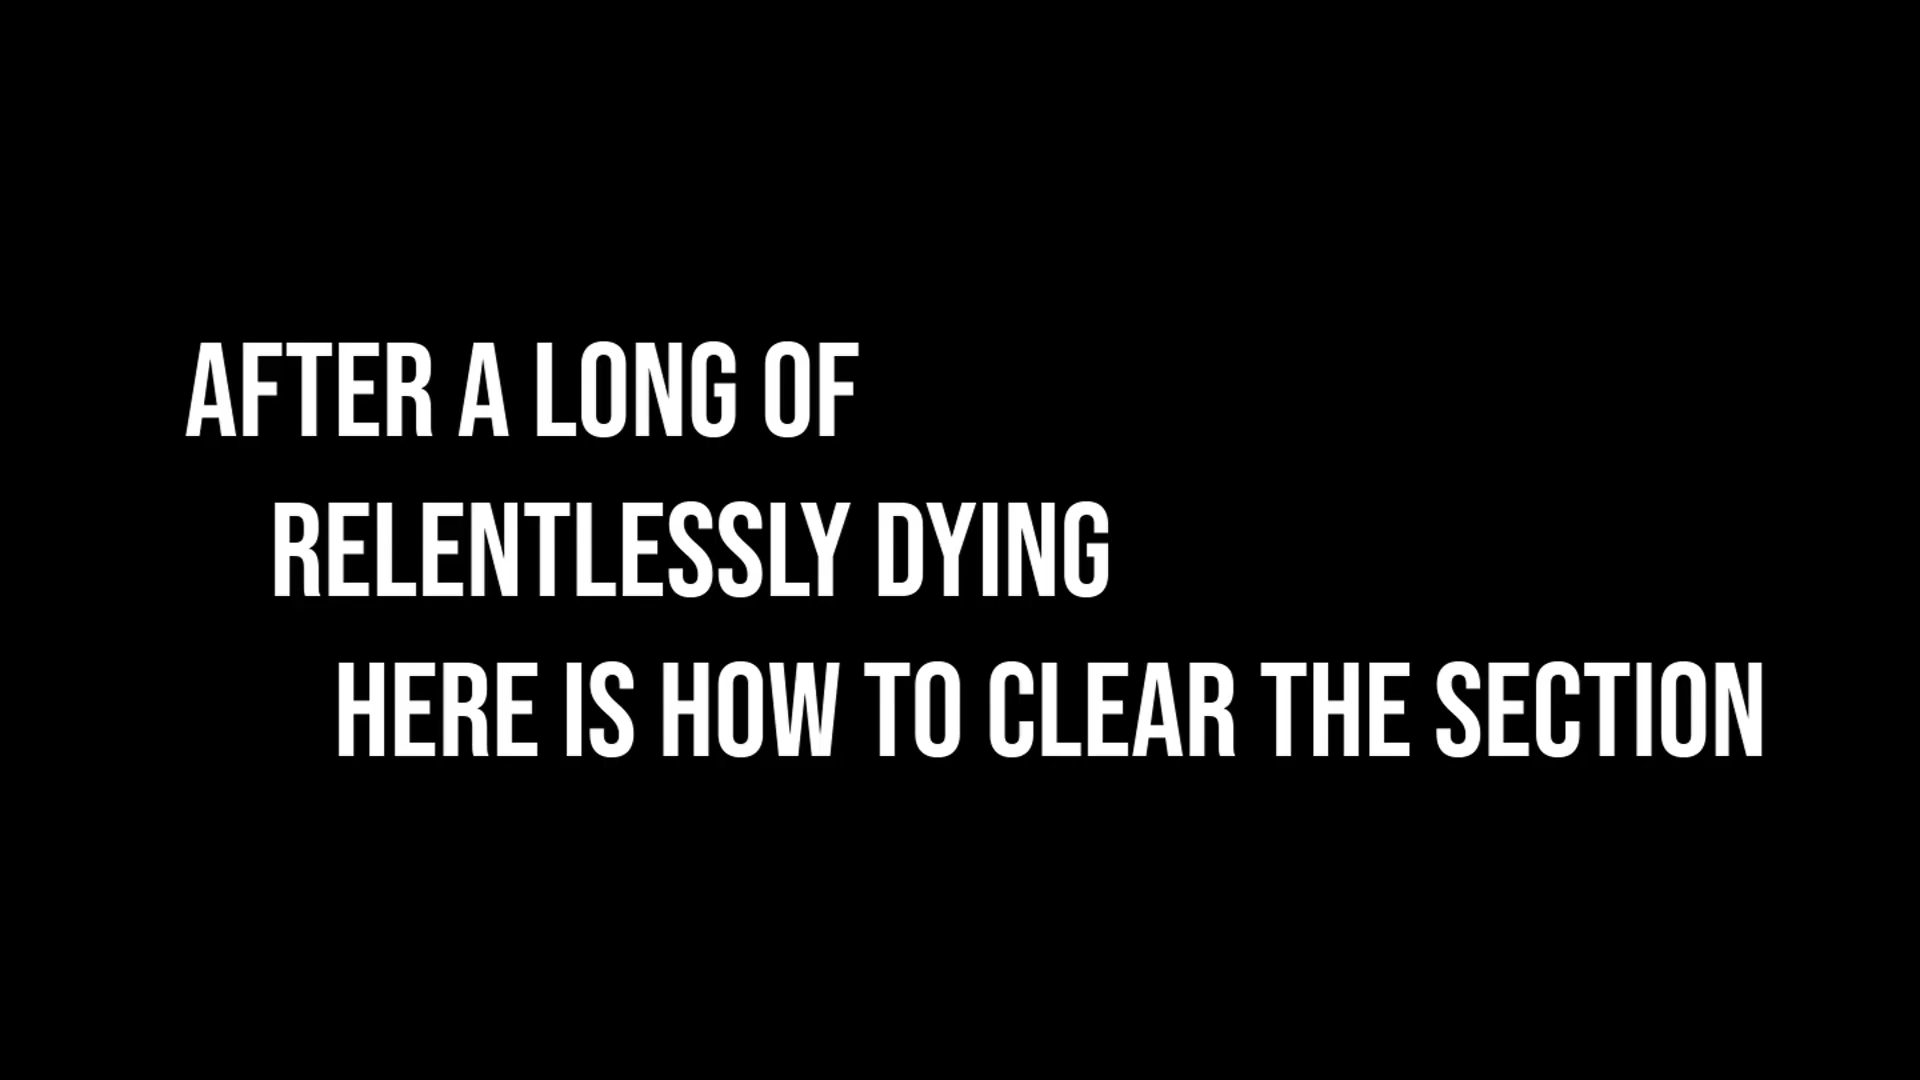 AFTER A LONG OF
RELENTLESSLY DYING
HERE IS HOW TO CLEAR THE SECTION